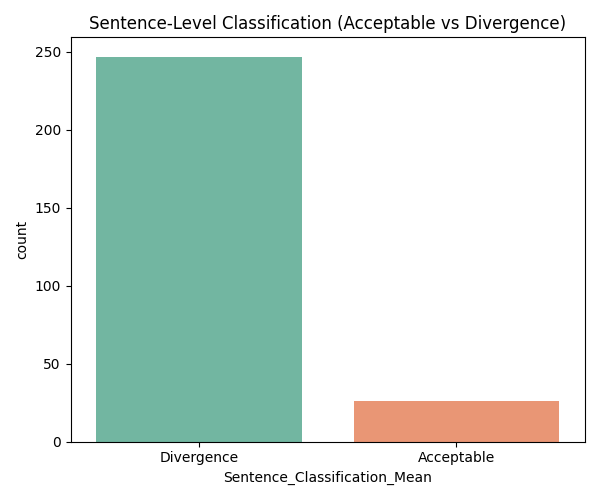 Sentence-Level Classification (Acceptable vs Divergence)
250
200
150
100
50
0
count
Divergence
Acceptable
Sentence_Classification_Mean